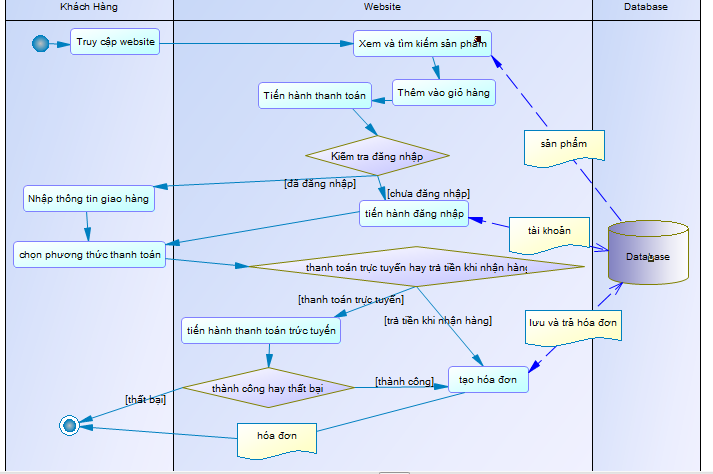 Khách Hàng
Website
Database
Truy cập website
Xem và tìm kiếm sản phẩm
Tiến hành thanh toán
Thêm vào giỏ hàng
sản phẩm
Kiểm tra đăng nhập
[đã đăng nhập]
[chưa đăng nhập]
Nhập thông tin giao hàng
tiến hành đăng nhập
tài khoản
chọn phương thức thanh toán
Database
thanh toán trực tuyến hay trả tiền khi nhận hàng
[thanh toán trực tuyến]
[trả tiền khi nhận hàng]
lưu và trả hóa đơn
tiến hành thanh toán trức tuyến
thành công hay thất bại
[thành công]
tạo hóa đơn
[thất bại]
hóa đơn